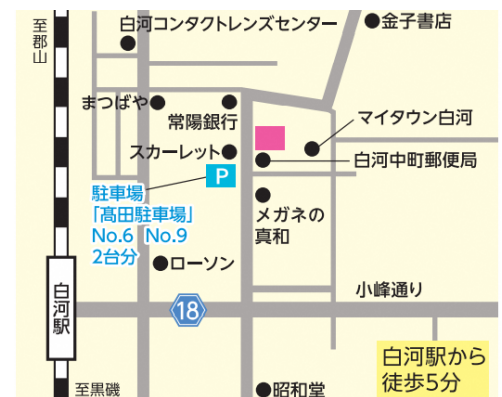 至郡山
白河コンタクトレンズセンター
金子書店
まつばや
常陽銀行
マイタウン白河
スカーレット
白河中町郵便局
P
駐車場
「髙田駐車場」
No.6 No.9
2台分
メガネの
真和
ローソン
白河駅
18
小峰通り
白河駅から
徒歩5分
至黒磯
昭和堂